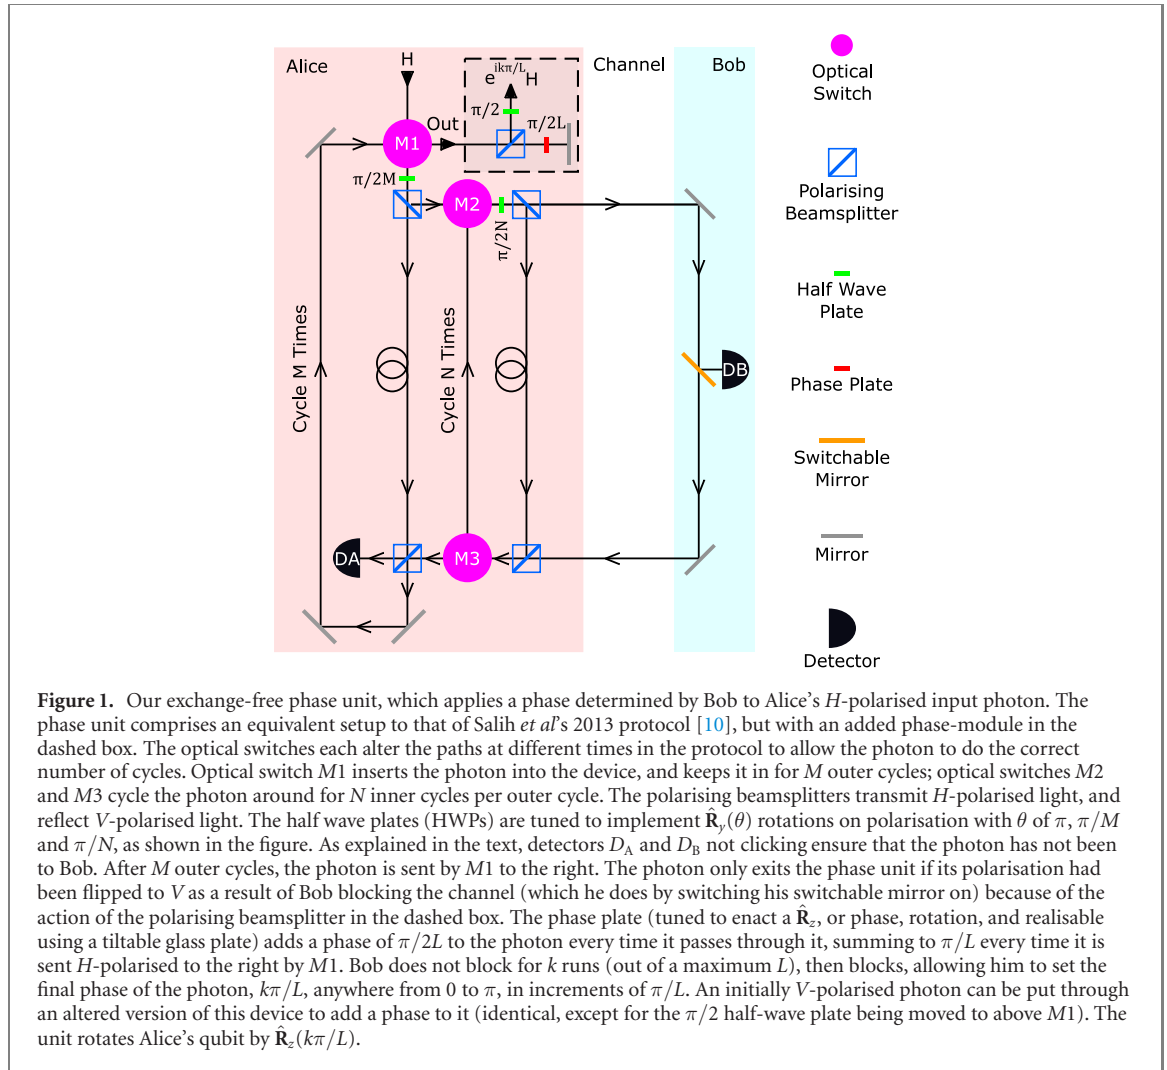 Alice
H
e^{ikπ/L} H
Channel
Bob
π/2
π/2L
Out
M1
π/2M
M2
π/2N
Cycle M Times
Cycle N Times
DB
DA
M3
Optical
Switch
Polarising
Beamsplitter
Half Wave
Plate
Phase Plate
Switchable
Mirror
Mirror
Detector
Figure 1. Our exchange-free phase unit, which applies a phase determined by Bob to Alice's H-polarised input photon. The
phase unit comprises an equivalent setup to that of Salih et al's 2013 protocol [10], but with an added phase-module in the
dashed box. The optical switches each alter the paths at different times in the protocol to allow the photon to do the correct
number of cycles. Optical switch M1 inserts the photon into the device, and keeps it in for M outer cycles; optical switches M2
and M3 cycle the photon around for N inner cycles per outer cycle. The polarising beamsplitters transmit H-polarised light, and
reflect V-polarised light. The half wave plates (HWPs) are tuned to implement R̂_y(θ) rotations on polarisation with θ of π, π/M
and π/N, as shown in the figure. As explained in the text, detectors D_A and D_B not clicking ensure that the photon has not been
to Bob. After M outer cycles, the photon is sent by M1 to the right. The photon only exits the phase unit if its polarisation had
been flipped to V as a result of Bob blocking the channel (which he does by switching his switchable mirror on) because of the
action of the polarising beamsplitter in the dashed box. The phase plate (tuned to enact a R̂_z, or phase, rotation, and realisable
using a tiltable glass plate) adds a phase of π/2L to the photon every time it passes through it, summing to π/L every time it is
sent H-polarised to the right by M1. Bob does not block for k runs (out of a maximum L), then blocks, allowing him to set the
final phase of the photon, kπ/L, anywhere from 0 to π, in increments of π/L. An initially V-polarised photon can be put through
an altered version of this device to add a phase to it (identical, except for the π/2 half-wave plate being moved to above M1). The
unit rotates Alice's qubit by R̂_z(kπ/L).